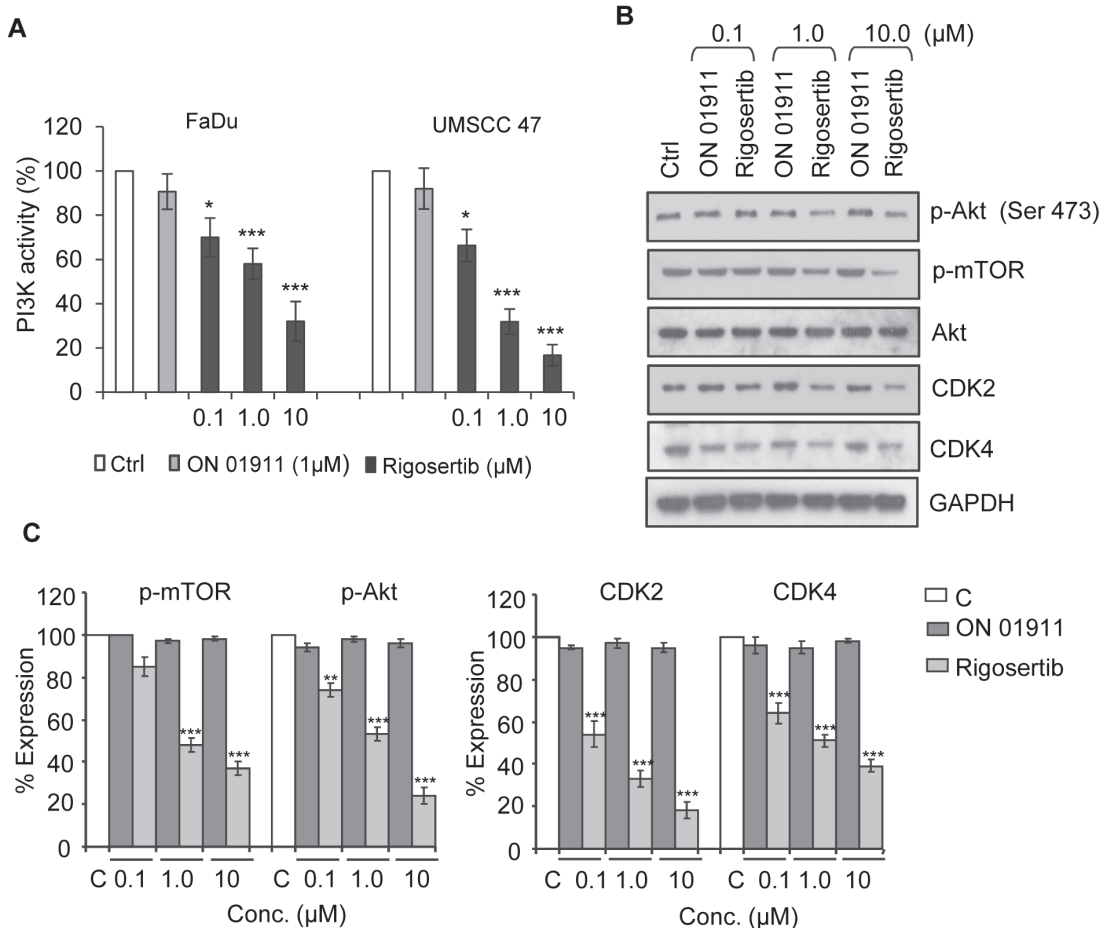 A
FaDu
UMSCC 47
PI3K activity (%)
120
100
80
60
40
20
0
*
***
***
*
***
***
0.1 1.0 10
0.1 1.0 10
Ctrl ON 01911 (1µM) Rigosertib (µM)
B
0.1 1.0 10.0 (µM)
Ctrl
ON 01911
Rigosertib
ON 01911
Rigosertib
ON 01911
Rigosertib
p-Akt (Ser 473)
p-mTOR
Akt
CDK2
CDK4
GAPDH
C
p-mTOR p-Akt
% Expression
120
100
80
60
40
20
0
***
***
**
***
***
C 0.1 1.0 10 C 0.1 1.0 10
Conc. (µM)
CDK2 CDK4
% Expression
120
100
80
60
40
20
0
***
***
***
***
***
***
C 0.1 1.0 10 C 0.1 1.0 10
Conc. (µM)
C
ON 01911
Rigosertib